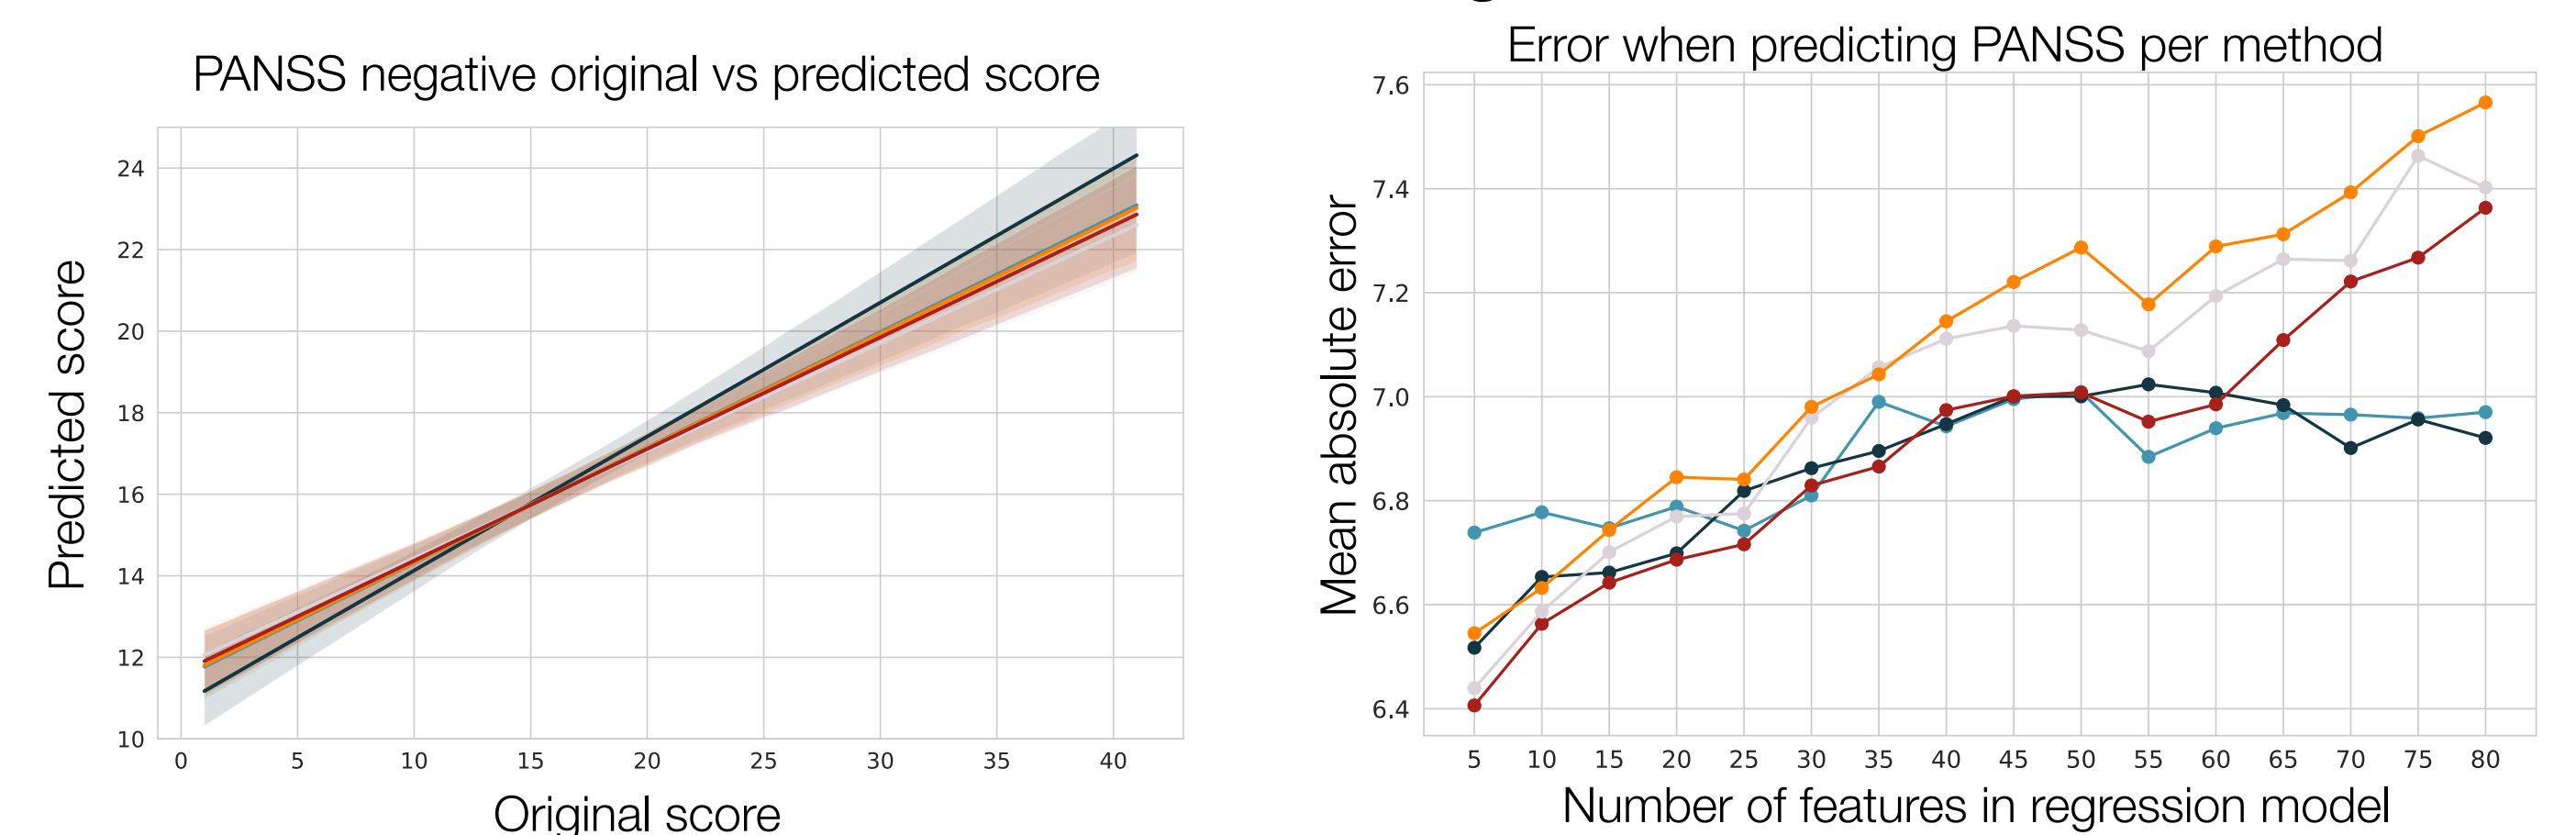 PANSS negative original vs predicted score
24
22
20
18
16
14
12
10
Predicted score
0 5 10 15 20 25 30 35 40
Original score
Error when predicting PANSS per method
7.6
7.4
7.2
7.0
6.8
6.6
6.4
Mean absolute error
5 10 15 20 25 30 35 40 45 50 55 60 65 70 75 80
Number of features in regression model